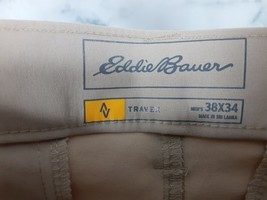 Eddie Bauer
TRAVEX
MEN'S 38X34
MADE IN SRI LANKA